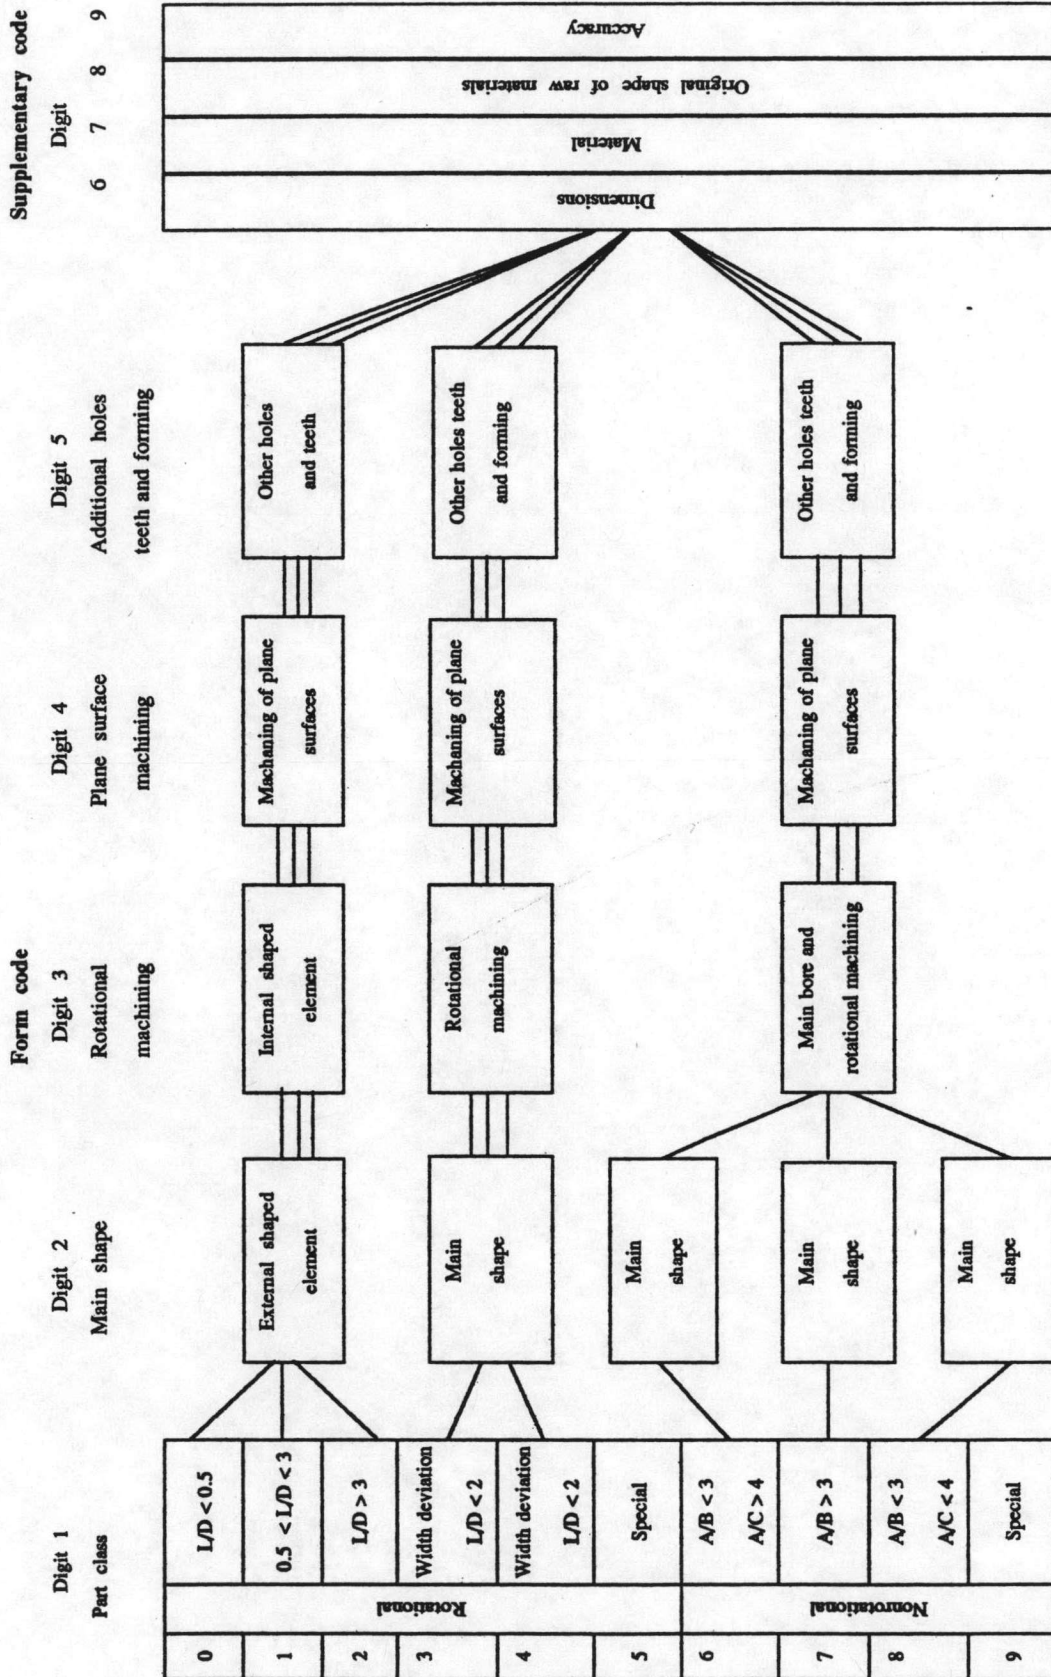 Form code
Supplementary code
Digit 1
Digit 2
Digit 3
Digit 4
Digit 5
Digit
Part class
Main shape
Rotational
machining
Plane surface
machining
Additional holes
teeth and forming
6
7
8
9
0
1
2
3
4
5
6
7
8
9
Rotational
Nonrotational
L/D < 0.5
0.5 < L/D < 3
L/D > 3
Width deviation
L/D < 2
Width deviation
L/D < 2
Special
A/B < 3
A/C > 4
A/B > 3
A/B < 3
A/C < 4
Special
External shaped
element
Internal shaped
element
Machaning of plane
surfaces
Other holes
and teeth
Main
shape
Rotational
machining
Machaning of plane
surfaces
Other holes teeth
and forming
Main
shape
Main
shape
Main
shape
Main bore and
rotational machining
Machaning of plane
surfaces
Other holes teeth
and forming
Dimensions
Material
Original shape of raw materials
Accuracy